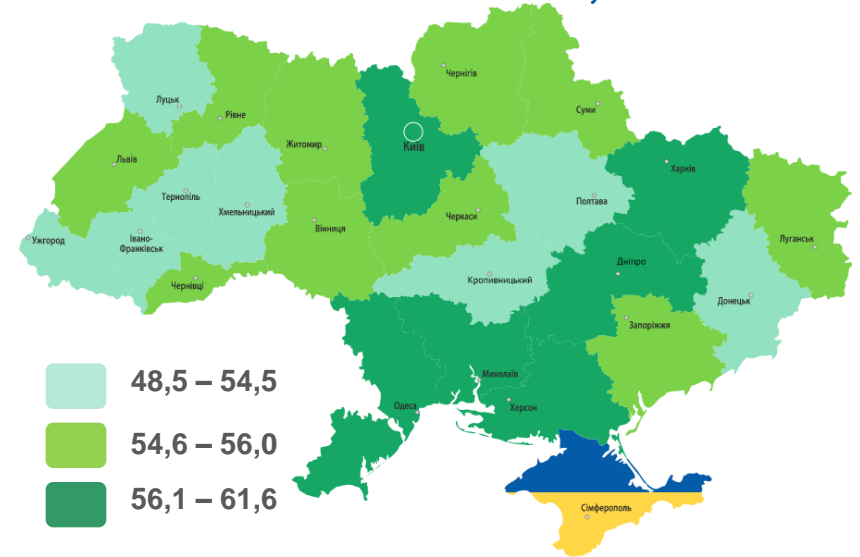 Чернігів
Луцьк
Рівне
Суми
Житомир
Київ
Львів
Харків
Тернопіль
Хмельницький
Полтава
Черкаси
Вінниця
Ужгород
Івано-
Франківськ
Луганськ
Дніпро
Чернівці
Кропивницький
Донецьк
Запоріжжя
Миколаїв
Одеса
Херсон
48,5 – 54,5
54,6 – 56,0
56,1 – 61,6
Сімферополь